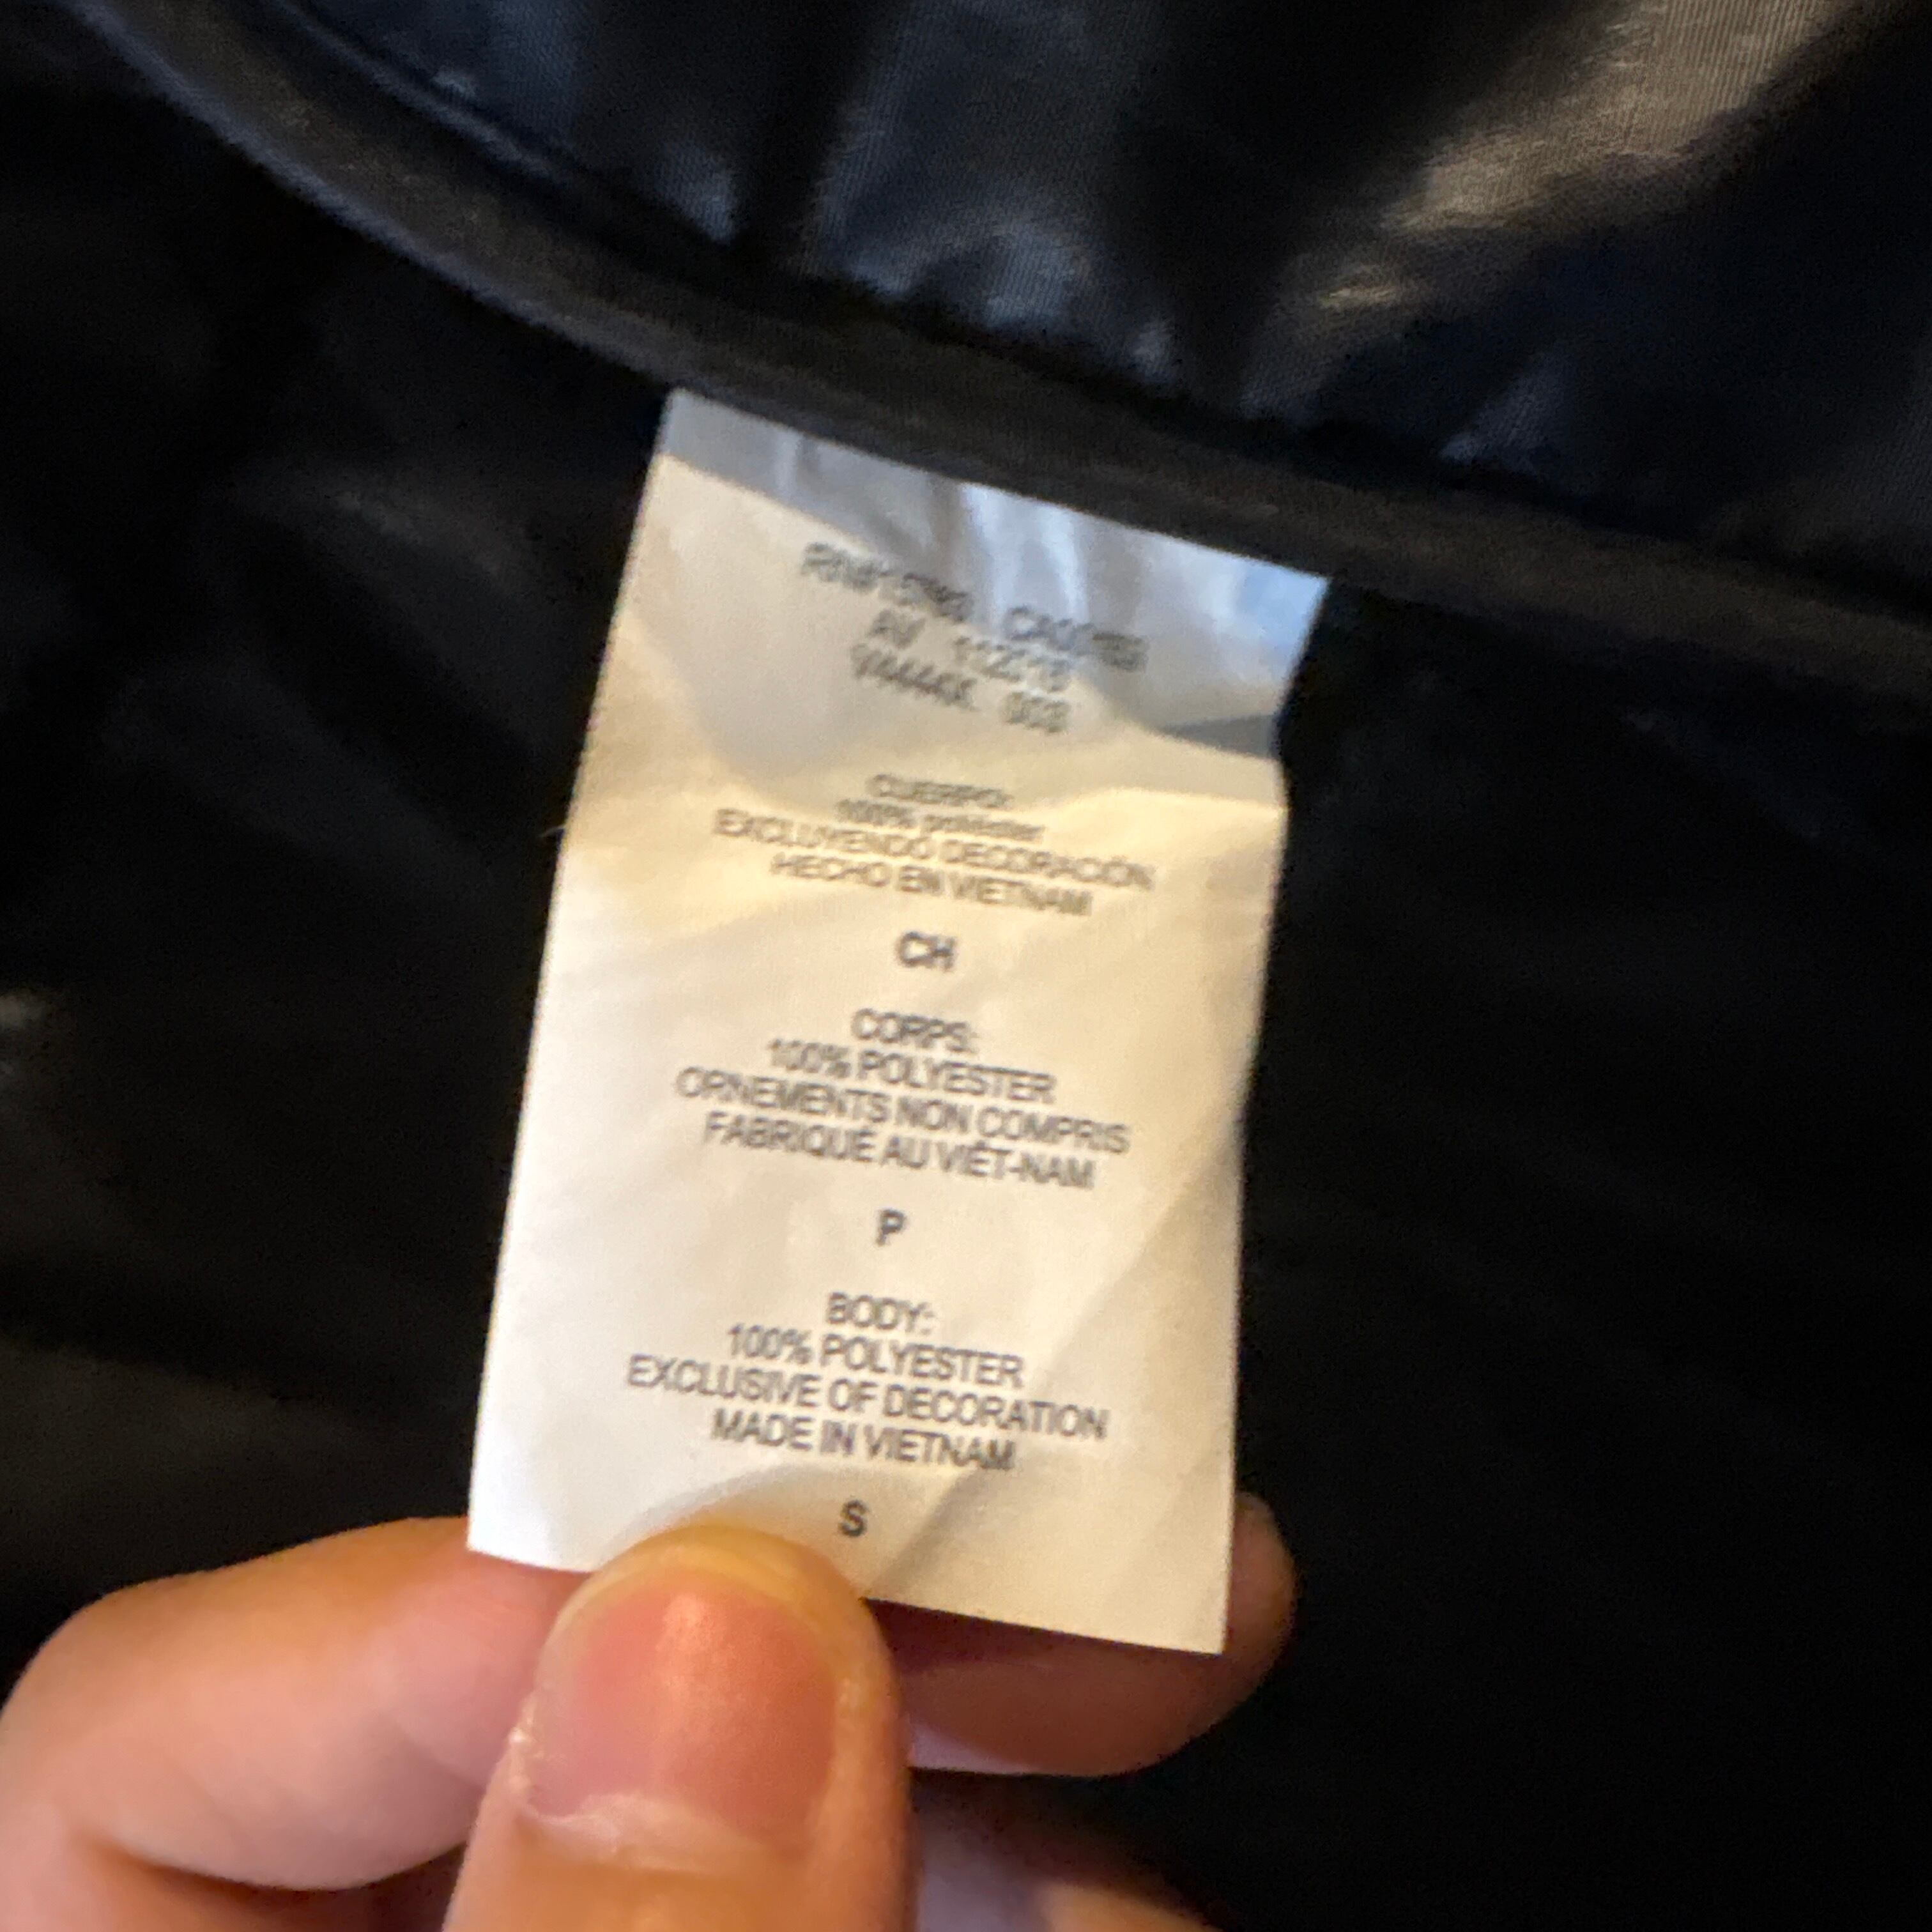 AV
CUERPO:
100% poliéster
EXCLUYENDO DECORACIÓN
HECHO EN VIETNAM
CH
CORPS:
100% POLYESTER
ORNEMENTS NON COMPRIS
FABRIQUÉ AU VIÊT-NAM
P
BODY:
100% POLYESTER
EXCLUSIVE OF DECORATION
MADE IN VIETNAM
S